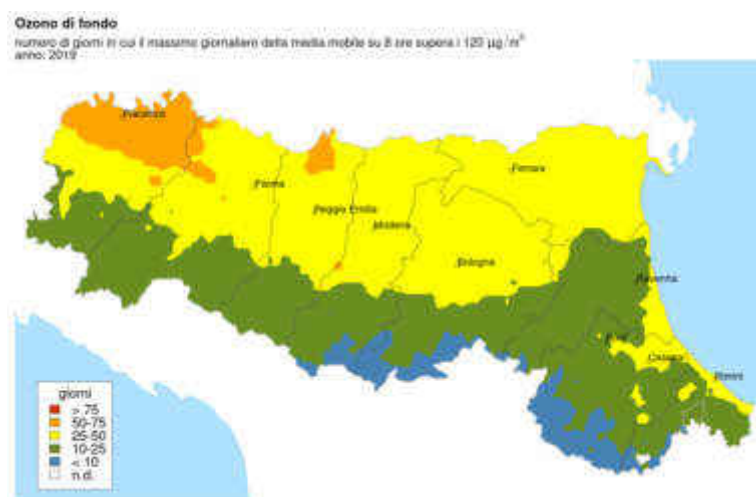 Ozono di fondo
numero di giorni in cui il massimo giornaliero della media mobile su 8 ore supera i 120 µg /m³
anno: 2019
Piacenza
Parma
Reggio Emilia
Modena
Ferrara
Bologna
Ravenna
Forlì
Cesena
Rimini
giorni
> 75
50-75
25-50
10-25
< 10
n.d.